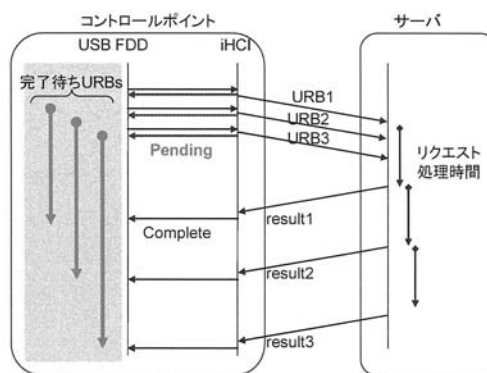 コントロールポイント
サーバ
USB FDD
iHCI
完了待ちURBs
URB1
URB2
URB3
Pending
リクエスト
処理時間
Complete
result1
result2
result3